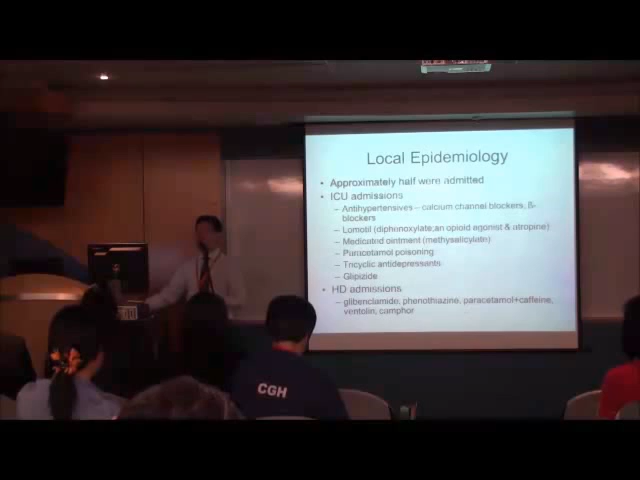 Local Epidemiology
• Approximately half were admitted
• ICU admissions
– Antihypertensives – calcium channel blockers, ß-
blockers
– Lomotil (diphonoxylate;an opioid agonist & atropine)
– Medicated ointment (methysalicylate)
– Paracetamol poisoning
– Tricyclic antidepressants
– Glipizide
• HD admissions
– glibenclamide, phenothiazine, paracetamol+caffeine,
ventolin, camphor
CGH